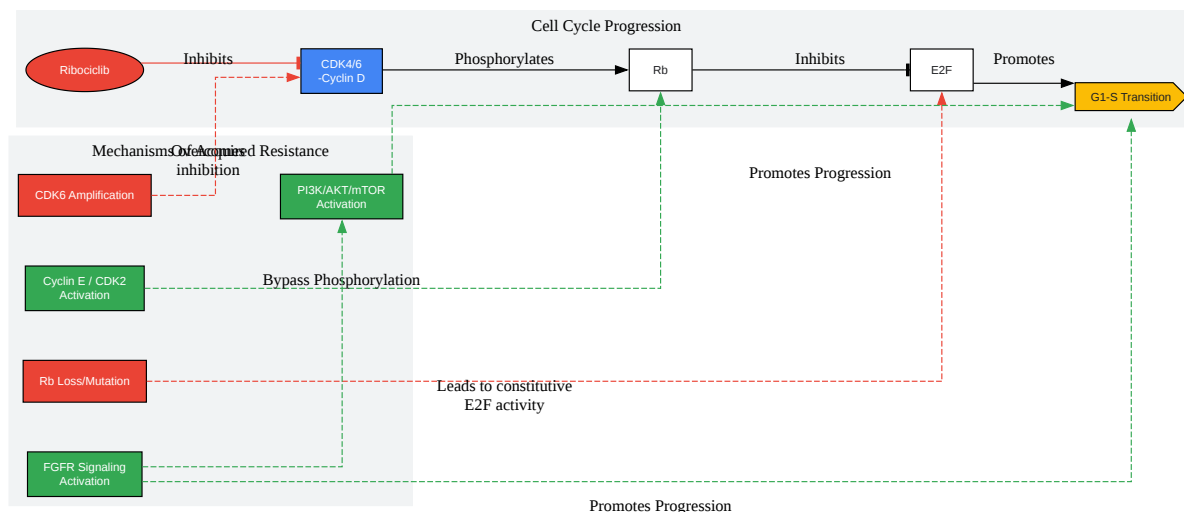 Cell Cycle Progression
Ribociclib
Inhibits
CDK4/6
-Cyclin D
Phosphorylates
Rb
Inhibits
E2F
Promotes
G1-S Transition
Mechanisms of Acquired Resistance
Overcomes
inhibition
CDK6 Amplification
PI3K/AKT/mTOR
Activation
Promotes Progression
Cyclin E / CDK2
Activation
Bypass Phosphorylation
Rb Loss/Mutation
Leads to constitutive
E2F activity
FGFR Signaling
Activation
Promotes Progression